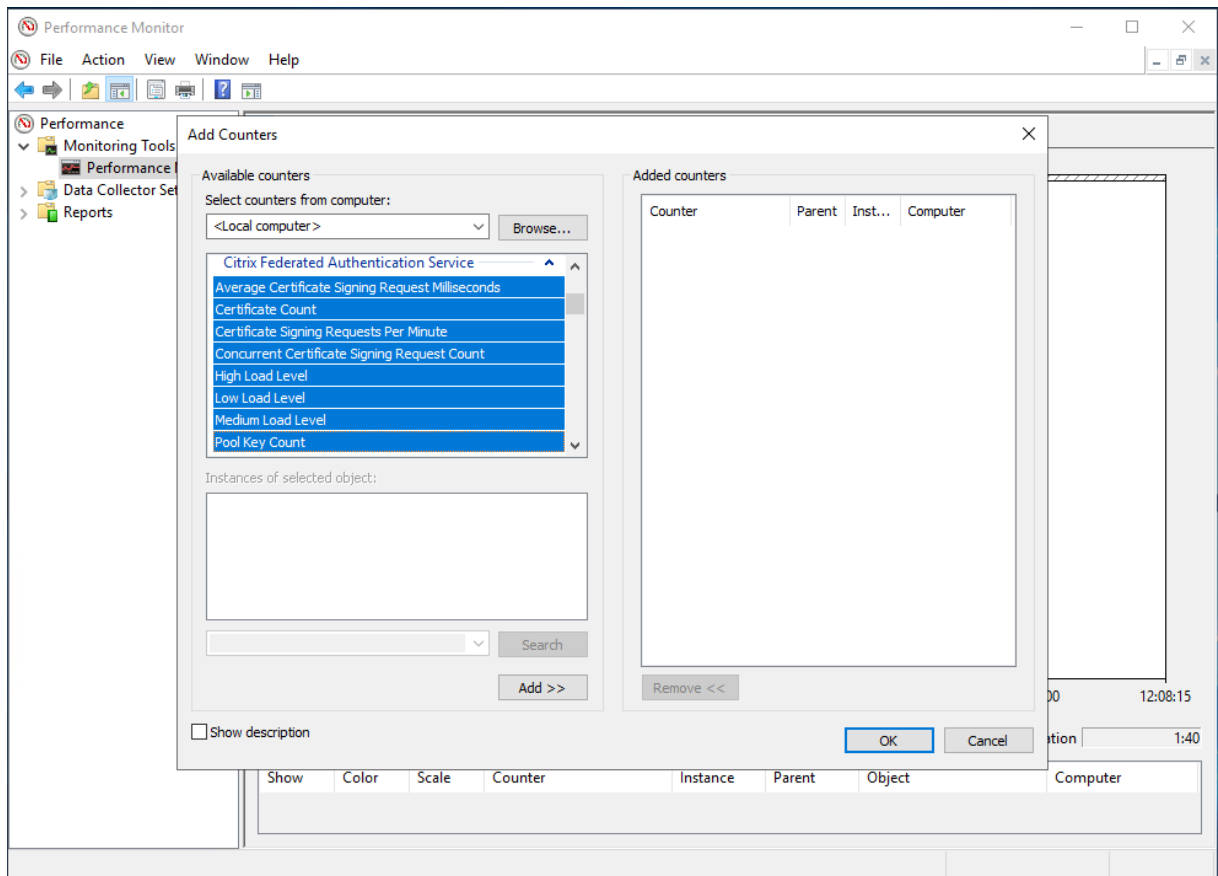 Performance Monitor
File Action View Window Help
Performance
Monitoring Tools
Performance
Data Collector Set
Reports
Add Counters
Available counters
Select counters from computer:
<Local computer>
Browse...
Citrix Federated Authentication Service
Average Certificate Signing Request Milliseconds
Certificate Count
Certificate Signing Requests Per Minute
Concurrent Certificate Signing Request Count
High Load Level
Low Load Level
Medium Load Level
Pool Key Count
Instances of selected object:
Search
Add >>
Show description
Added counters
Counter Parent Inst... Computer
Remove <<
OK Cancel
00 12:08:15
ation 1:40
Show Color Scale Counter Instance Parent Object Computer